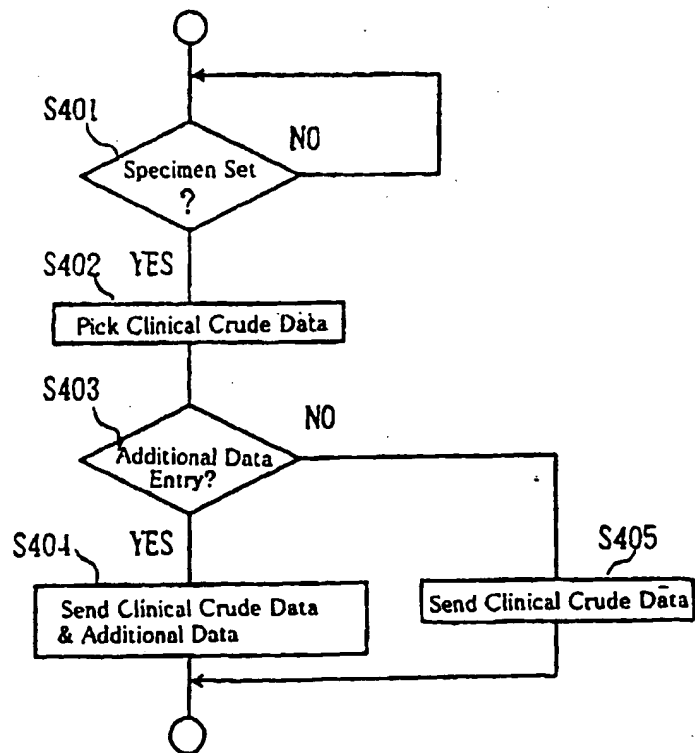 S401
NO
Specimen Set
?
S402
YES
Pick Clinical Crude Data
S403
NO
Additional Data
Entry?
S404
YES
S405
Send Clinical Crude Data
& Additional Data
Send Clinical Crude Data